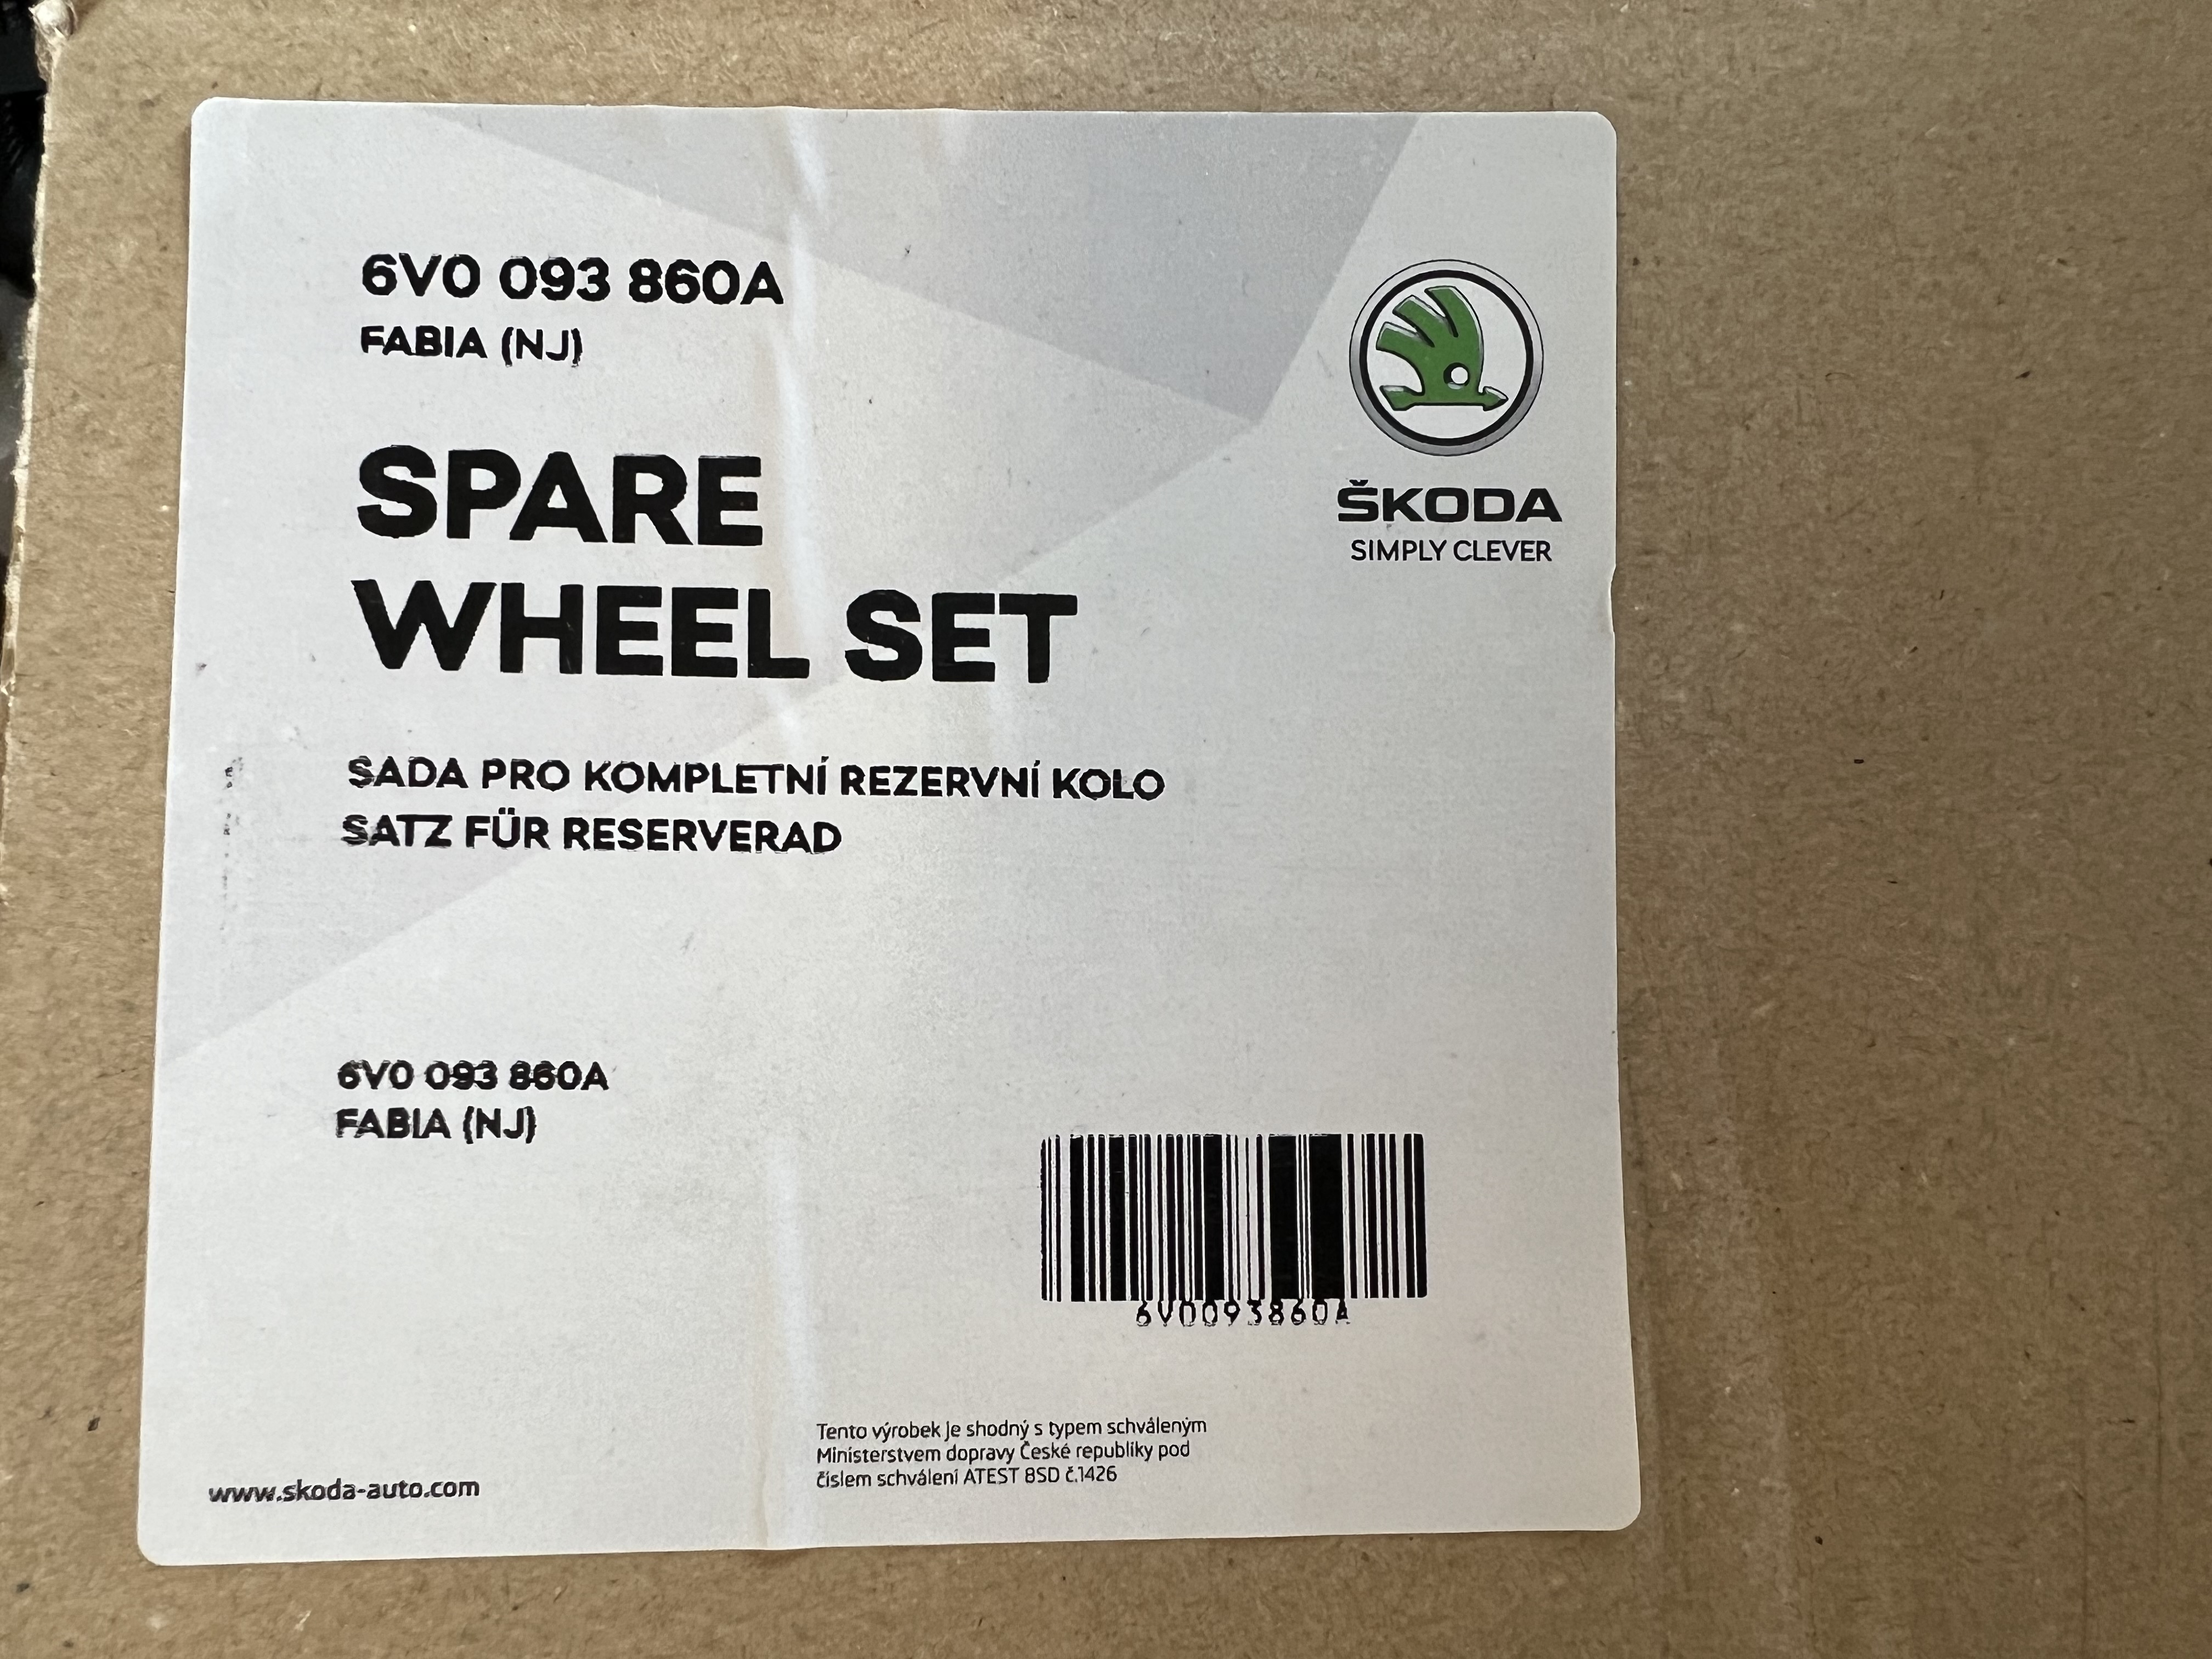 6V0 093 860A
FABIA (NJ)
SPARE
WHEEL SET
ŠKODA
SIMPLY CLEVER
SADA PRO KOMPLETNÍ REZERVNÍ KOLO
SATZ FÜR RESERVERAD
6V0 093 860A
FABIA (NJ)
6V0093860A
Tento výrobek je shodný s typem schváleným
Ministerstvem dopravy České republiky pod
číslem schválení ATEST 8SD č.1426
www.skoda-auto.com